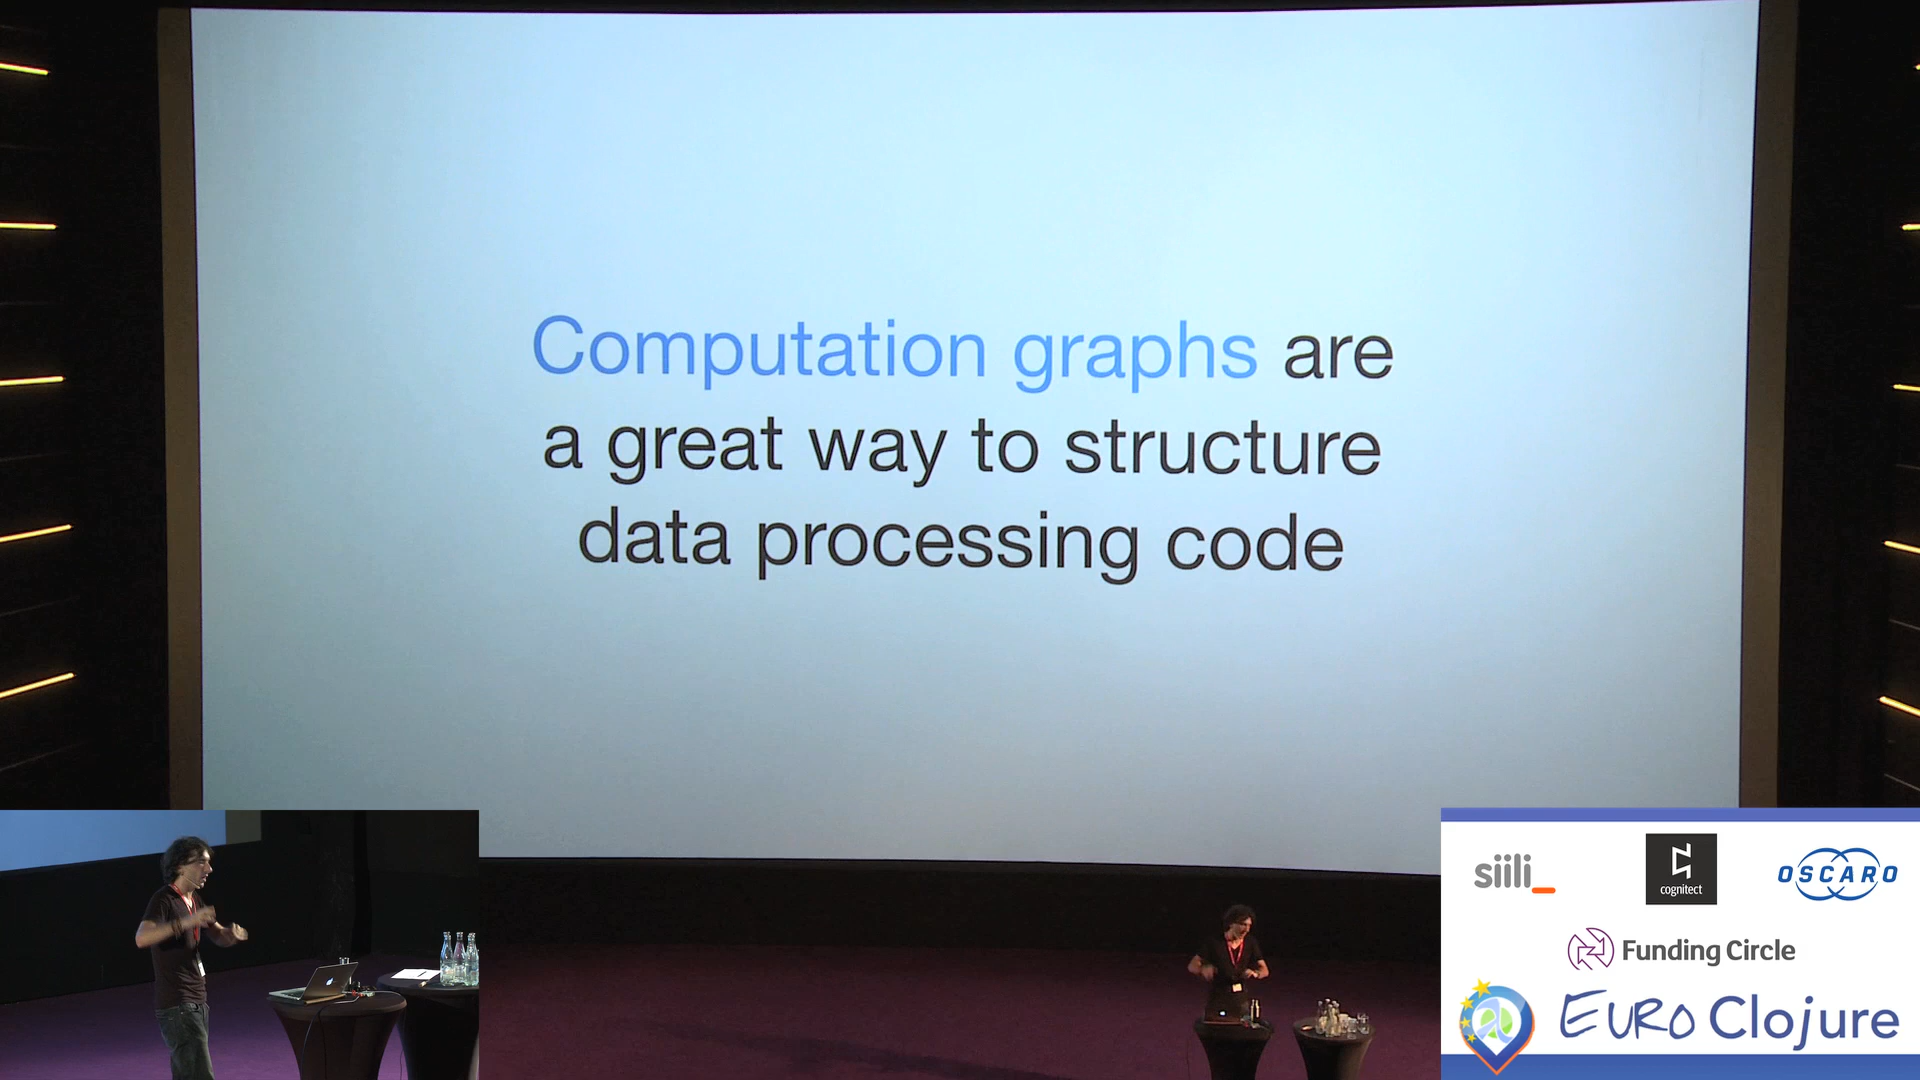 Computation graphs are
a great way to structure
data processing code
siili_
cognitect
OSCARO
Funding Circle
EURO Clojure